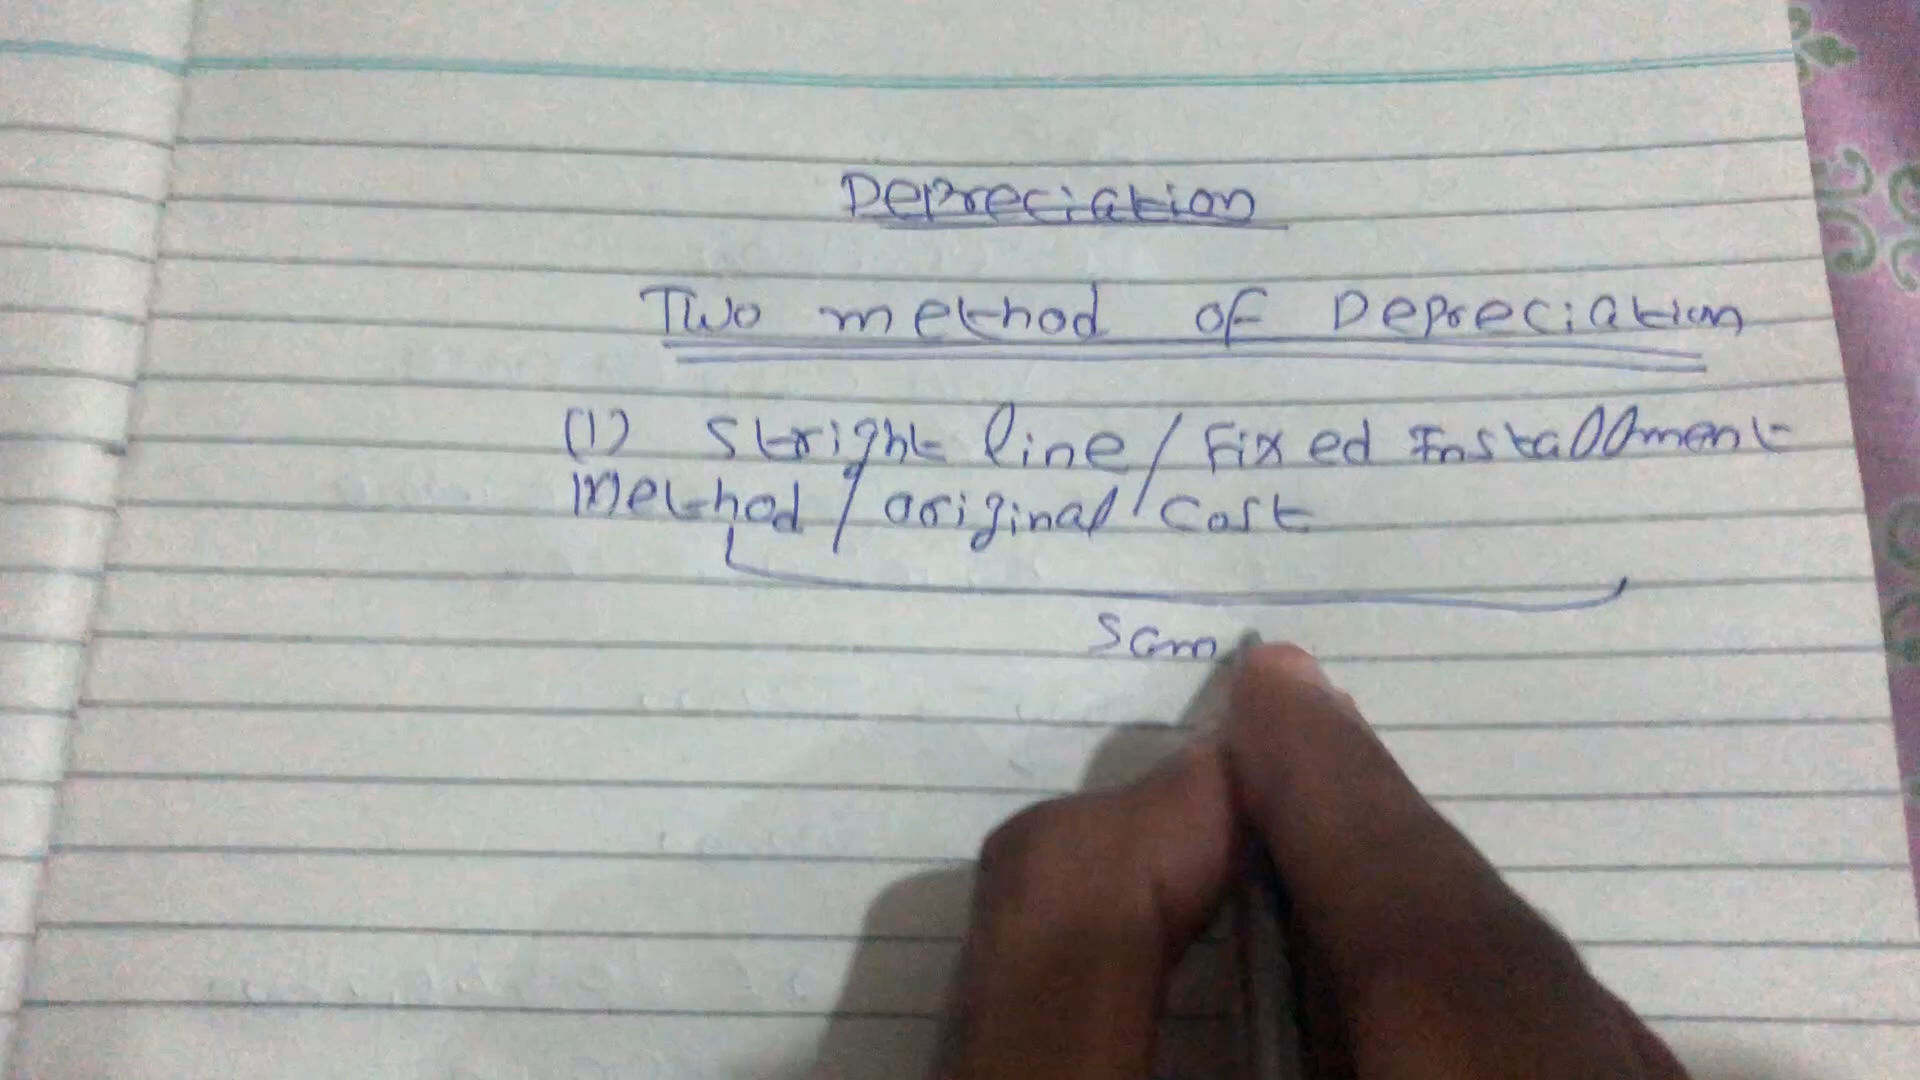 Depreciation
Two method of Depreciation
(1) Stright line/Fixed Installment
Method / original cost
Sam